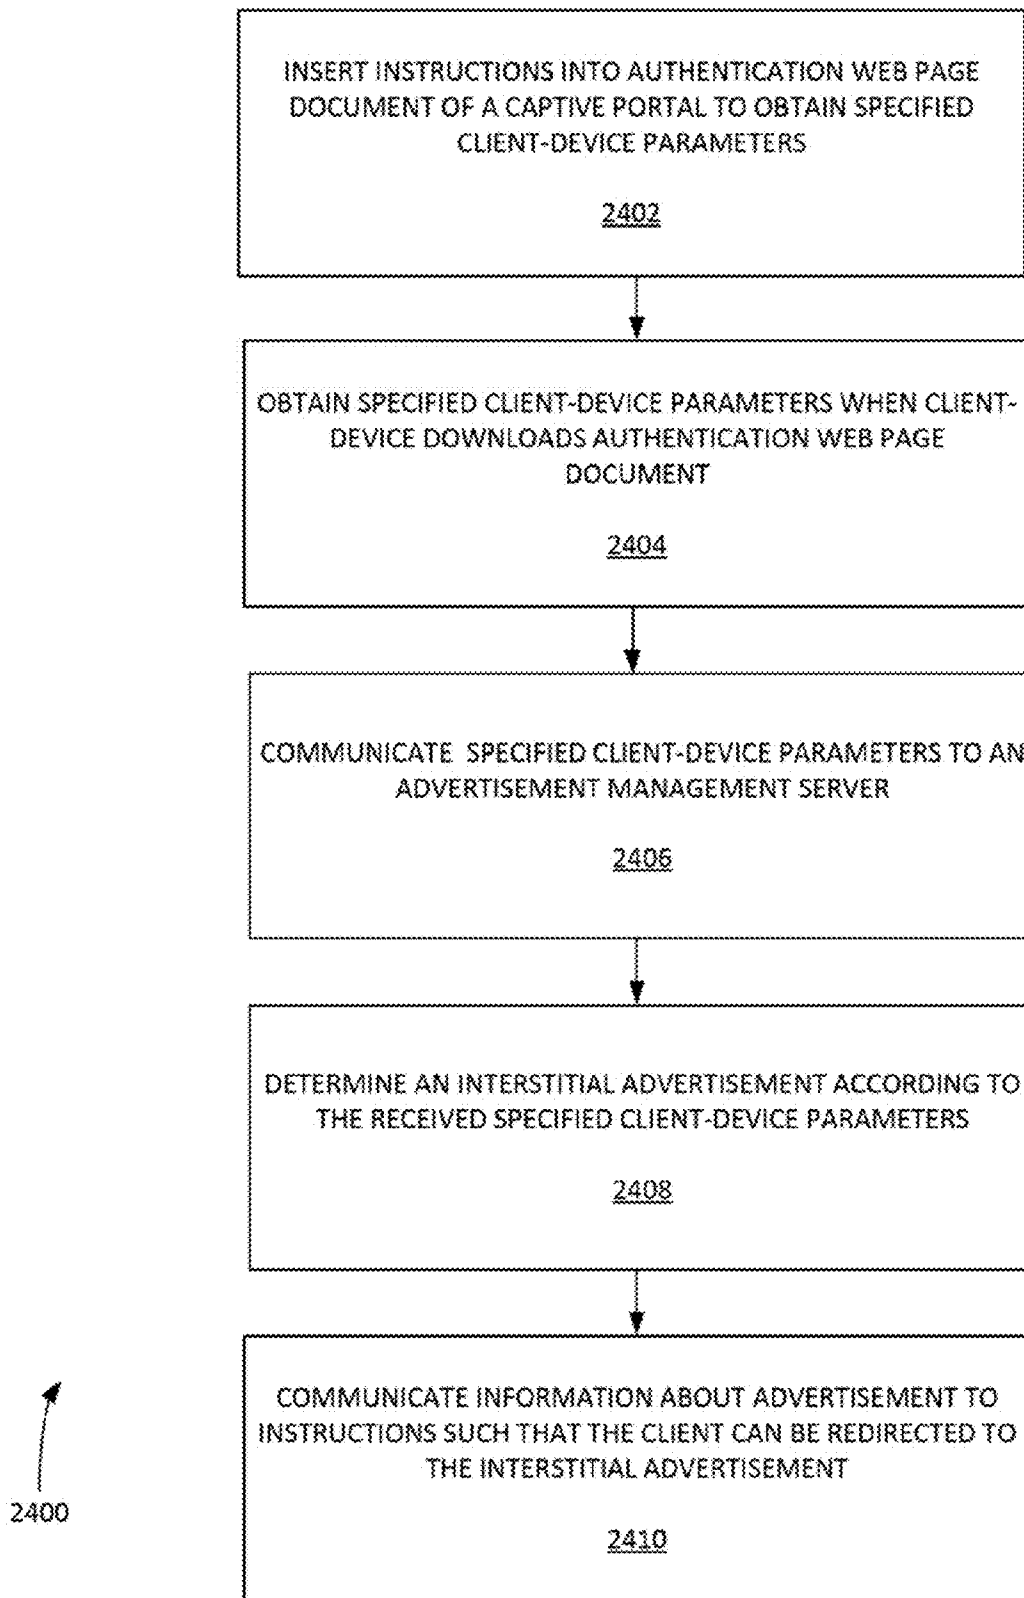 INSERT INSTRUCTIONS INTO AUTHENTICATION WEB PAGE
DOCUMENT OF A CAPTIVE PORTAL TO OBTAIN SPECIFIED
CLIENT-DEVICE PARAMETERS
2402
OBTAIN SPECIFIED CLIENT-DEVICE PARAMETERS WHEN CLIENT-
DEVICE DOWNLOADS AUTHENTICATION WEB PAGE
DOCUMENT
2404
COMMUNICATE SPECIFIED CLIENT-DEVICE PARAMETERS TO AN
ADVERTISEMENT MANAGEMENT SERVER
2406
DETERMINE AN INTERSTITIAL ADVERTISEMENT ACCORDING TO
THE RECEIVED SPECIFIED CLIENT-DEVICE PARAMETERS
2408
COMMUNICATE INFORMATION ABOUT ADVERTISEMENT TO
INSTRUCTIONS SUCH THAT THE CLIENT CAN BE REDIRECTED TO
THE INTERSTITIAL ADVERTISEMENT
2410
2400